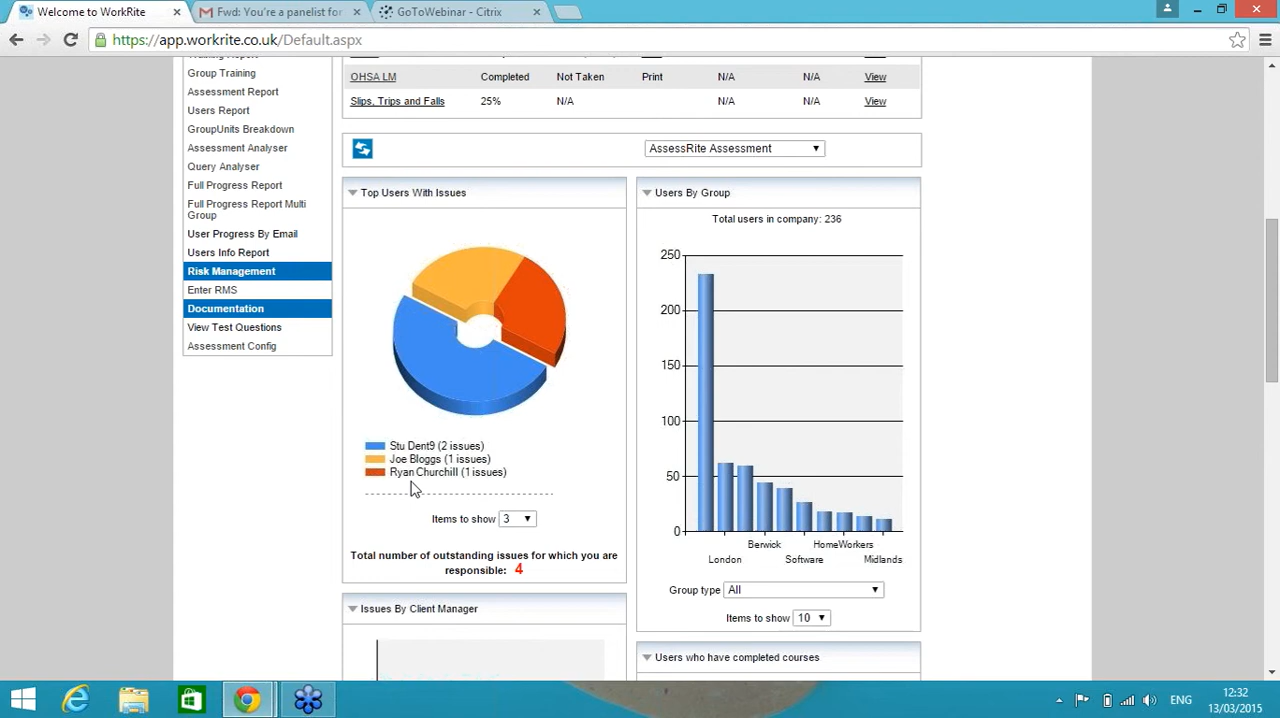 Welcome to WorkRite
Fwd: You're a panelist for
GoToWebinar - Citrix
https://app.workrite.co.uk/Default.aspx
Group Training
Assessment Report
Users Report
GroupUnits Breakdown
Assessment Analyser
Query Analyser
Full Progress Report
Full Progress Report Multi
Group
User Progress By Email
Users Info Report
Risk Management
Enter RMS
Documentation
View Test Questions
Assessment Config
OHSA LM Completed Not Taken Print N/A N/A View
Slips, Trips and Falls 25% N/A N/A N/A View
AssessRite Assessment
Top Users With Issues
Stu Dent9 (2 issues)
Joe Bloggs (1 issues)
Ryan Churchill (1 issues)
Items to show 3
Total number of outstanding issues for which you are
responsible: 4
Issues By Client Manager
Users By Group
Total users in company: 236
250
200
150
100
50
0
Berwick HomeWorkers
London Software Midlands
Group type All
Items to show 10
Users who have completed courses
ENG
12:32
13/03/2015